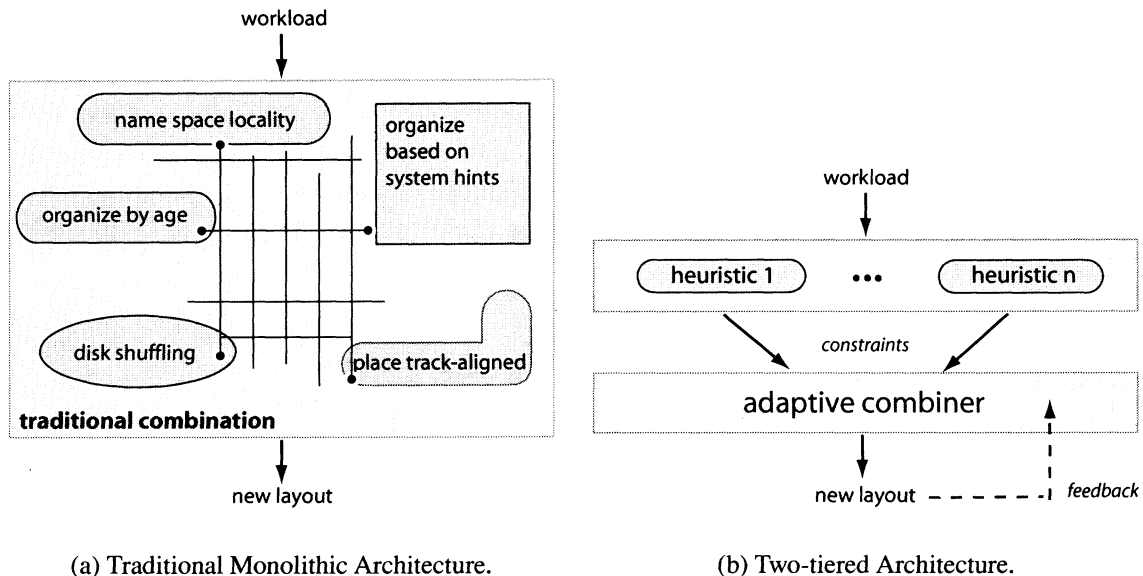 workload
name space locality
organize
based on
system hints
organize by age
disk shuffling
place track-aligned
traditional combination
new layout
(a) Traditional Monolithic Architecture.
workload
heuristic 1
•••
heuristic n
constraints
adaptive combiner
new layout
feedback
(b) Two-tiered Architecture.